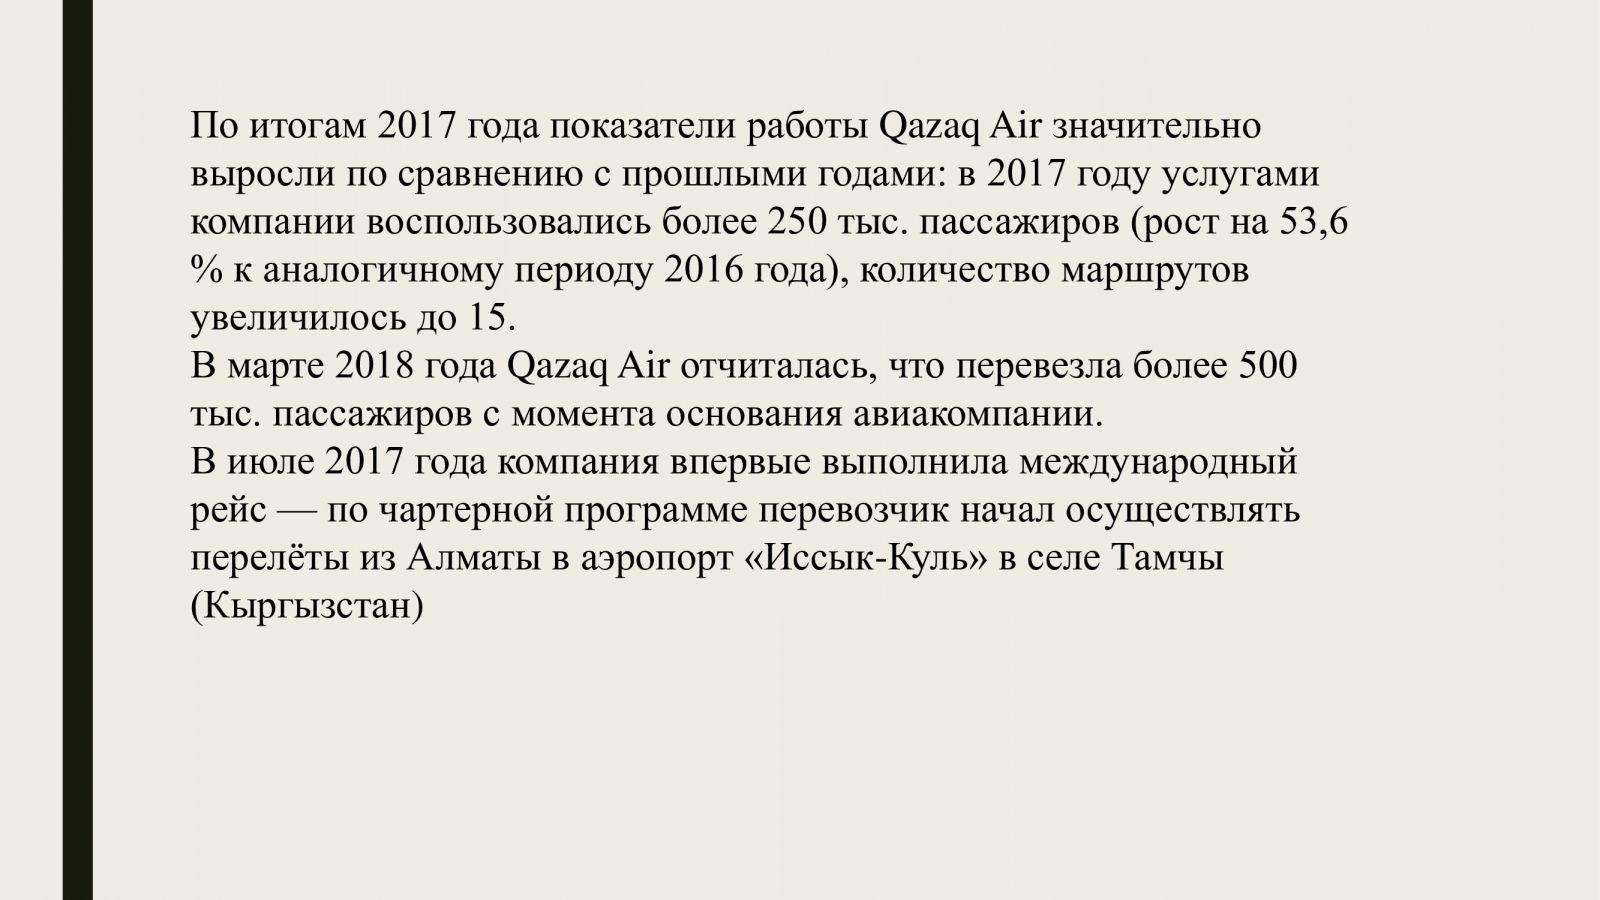 По итогам 2017 года показатели работы Qazaq Air значительно
выросли по сравнению с прошлыми годами: в 2017 году услугами
компании воспользовались более 250 тыс. пассажиров (рост на 53,6
% к аналогичному периоду 2016 года), количество маршрутов
увеличилось до 15.
В марте 2018 года Qazaq Air отчиталась, что перевезла более 500
тыс. пассажиров с момента основания авиакомпании.
В июле 2017 года компания впервые выполнила международный
рейс — по чартерной программе перевозчик начал осуществлять
перелёты из Алматы в аэропорт «Иссык-Куль» в селе Тамчы
(Кыргызстан)